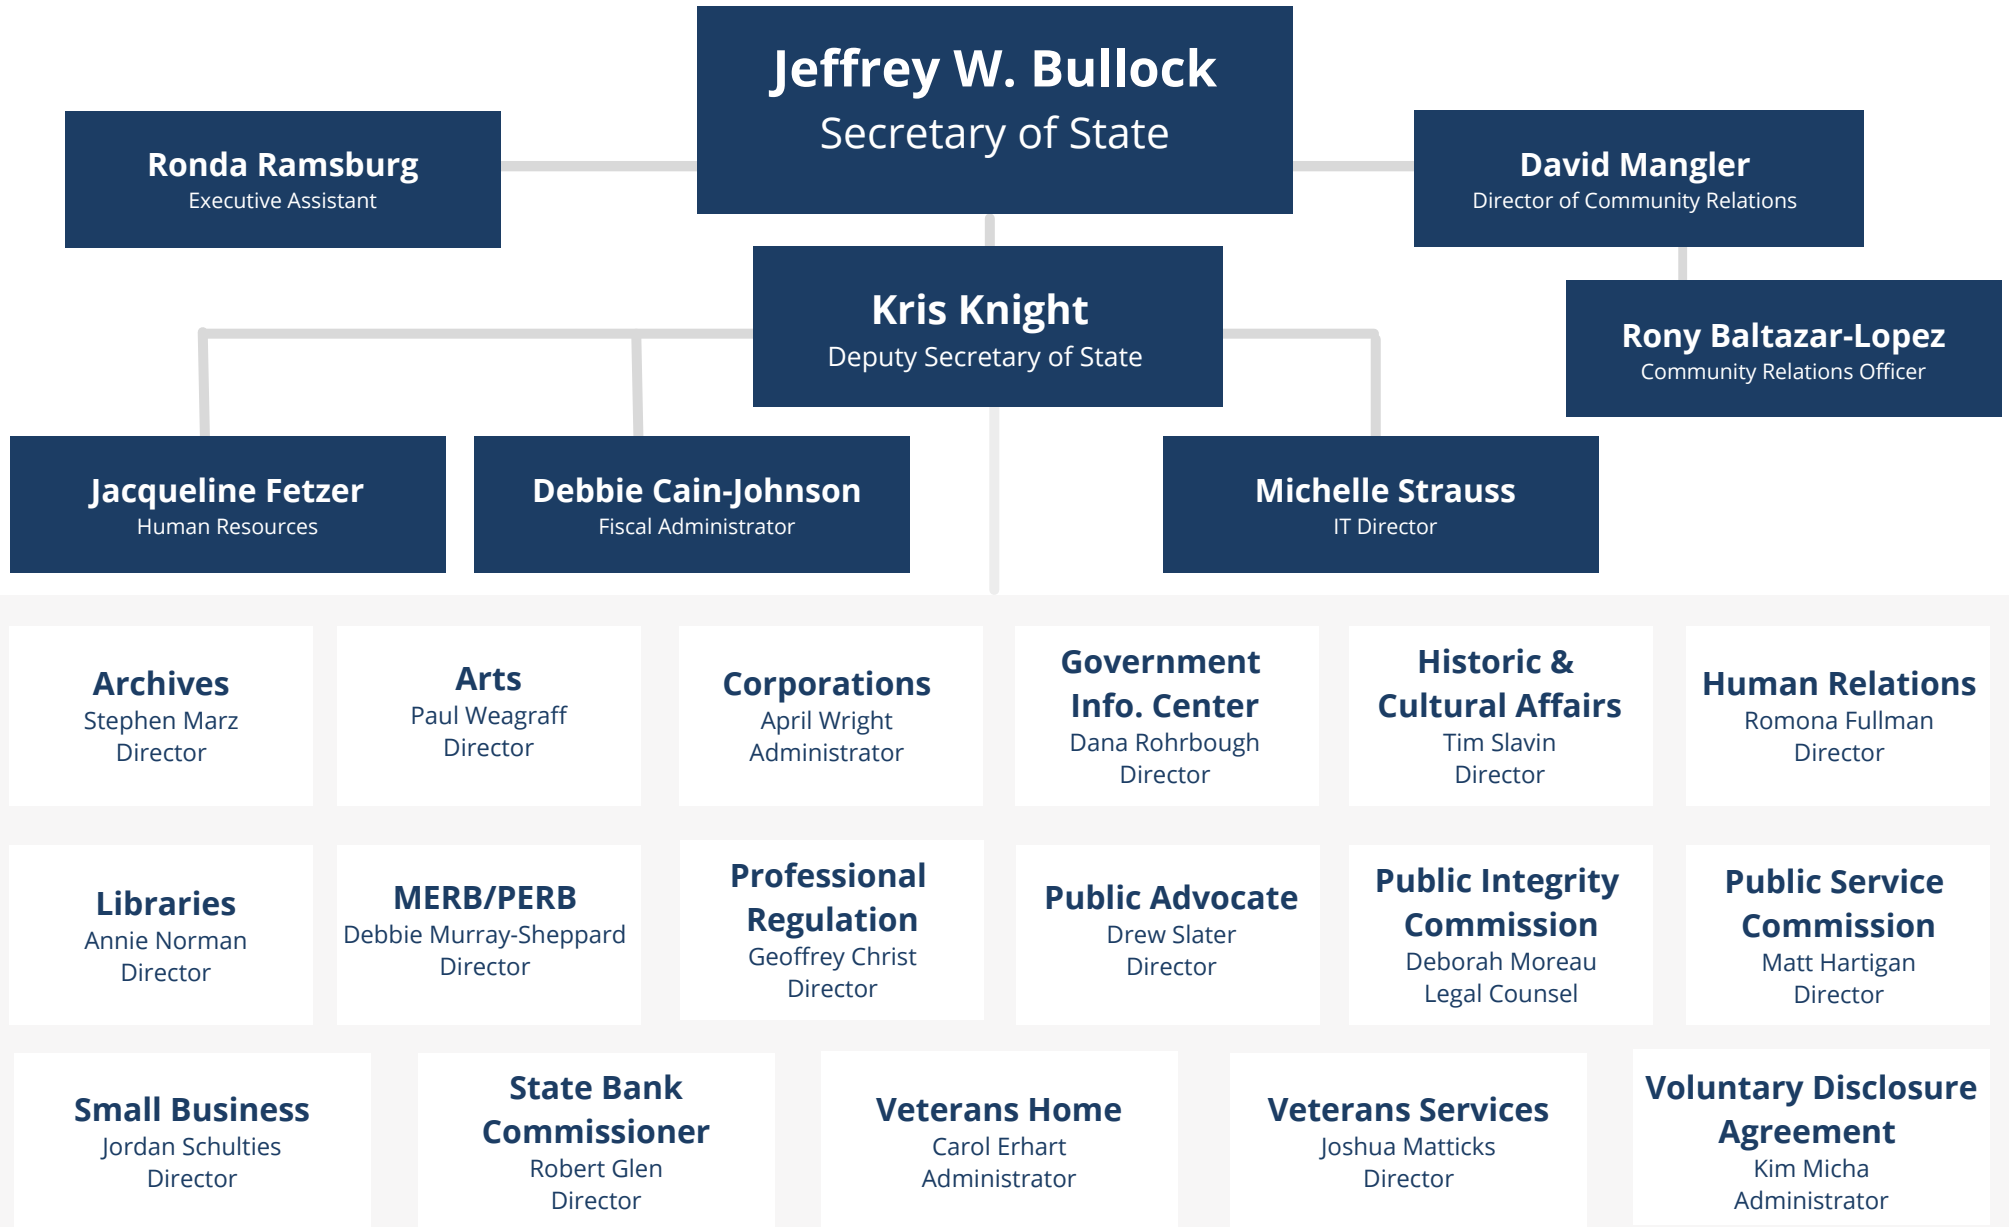 Jeffrey W. Bullock
Secretary of State
Ronda Ramsburg
Executive Assistant
David Mangler
Director of Community Relations
Kris Knight
Deputy Secretary of State
Rony Baltazar-Lopez
Community Relations Officer
Jacqueline Fetzer
Human Resources
Debbie Cain-Johnson
Fiscal Administrator
Michelle Strauss
IT Director
Archives
Stephen Marz
Director
Arts
Paul Weagraff
Director
Corporations
April Wright
Administrator
Government
Info. Center
Dana Rohrbough
Director
Historic &
Cultural Affairs
Tim Slavin
Director
Human Relations
Romona Fullman
Director
Libraries
Annie Norman
Director
MERB/PERB
Debbie Murray-Sheppard
Director
Professional
Regulation
Geoffrey Christ
Director
Public Advocate
Drew Slater
Director
Public Integrity
Commission
Deborah Moreau
Legal Counsel
Public Service
Commission
Matt Hartigan
Director
Small Business
Jordan Schulties
Director
State Bank
Commissioner
Robert Glen
Director
Veterans Home
Carol Erhart
Administrator
Veterans Services
Joshua Matticks
Director
Voluntary Disclosure
Agreement
Kim Micha
Administrator